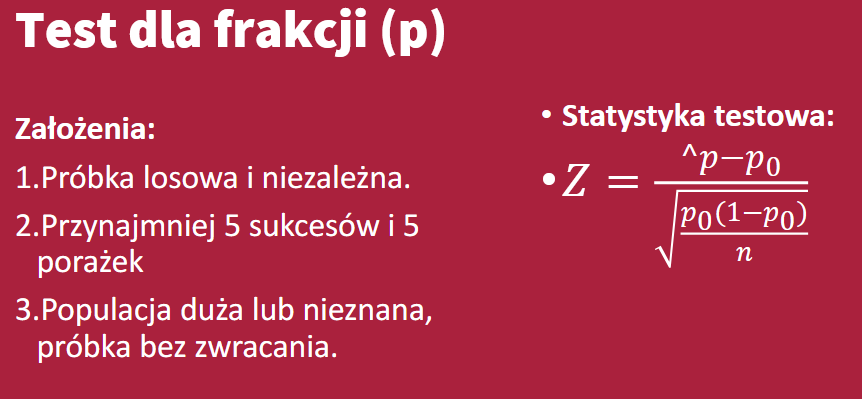 Test dla frakcji (p)
Założenia:
1.Próbka losowa i niezależna.
2.Przynajmniej 5 sukcesów i 5
porażek
3.Populacja duża lub nieznana,
próbka bez zwracania.
• Statystyka testowa:
• Z = (^p−p₀) / √(p₀(1−p₀)/n)